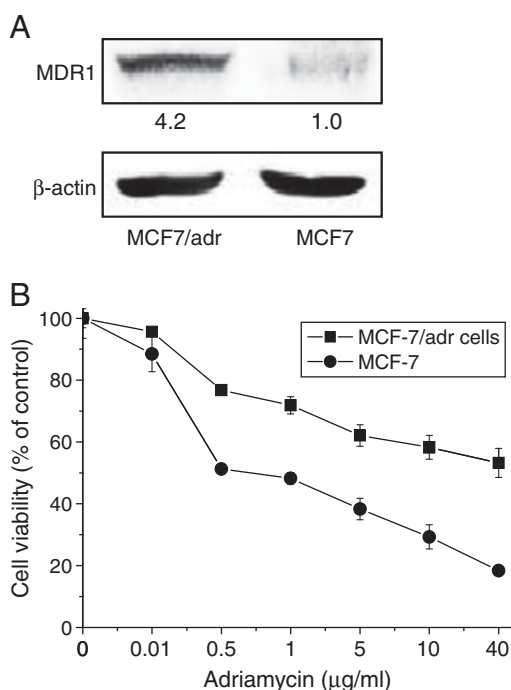 A
MDR1
4.2 1.0
β-actin
MCF7/adr MCF7
B
MCF-7/adr cells
MCF-7
Cell viability (% of control)
100
80
60
40
20
0
0 0.01 0.5 1 5 10 40
Adriamycin (μg/ml)